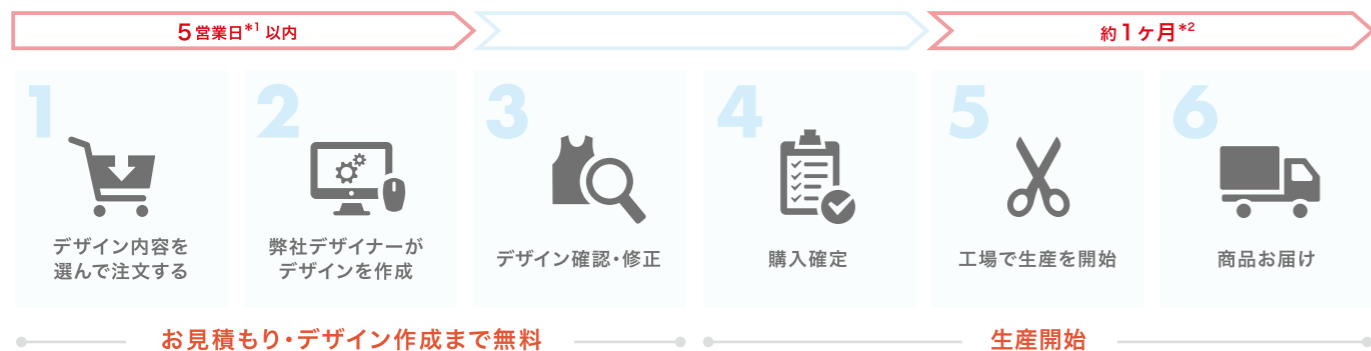 5営業日*1以内
約1ヶ月*2
1
デザイン内容を
選んで注文する
2
弊社デザイナーが
デザインを作成
3
デザイン確認・修正
4
購入確定
5
工場で生産を開始
6
商品お届け
お見積もり・デザイン作成まで無料
生産開始